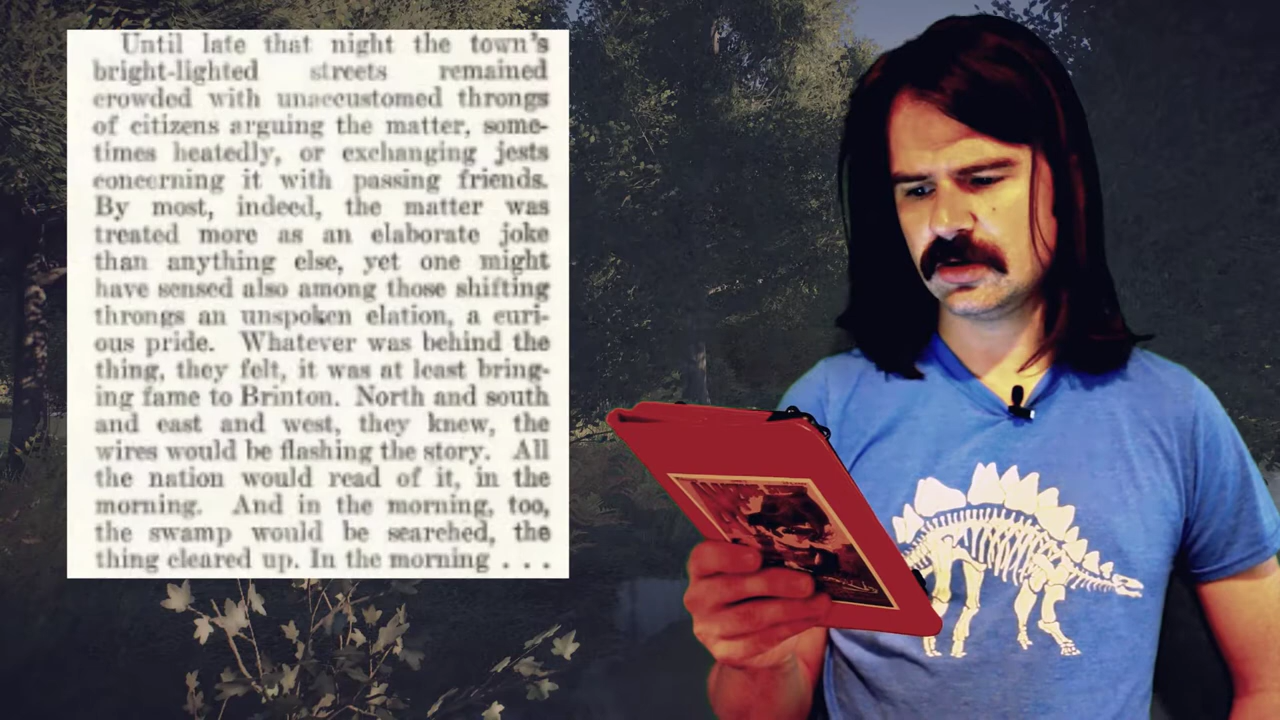 Until late that night the town's
bright-lighted streets remained
crowded with unaccustomed throngs
of citizens arguing the matter, some-
times heatedly, or exchanging jests
concerning it with passing friends.
By most, indeed, the matter was
treated more as an elaborate joke
than anything else, yet one might
have sensed also among those shifting
throngs an unspoken elation, a curi-
ous pride. Whatever was behind the
thing, they felt, it was at least bring-
ing fame to Brinton. North and south
and east and west, they knew, the
wires would be flashing the story. All
the nation would read of it, in the
morning. And in the morning, too,
the swamp would be searched, the
thing cleared up. In the morning . . .